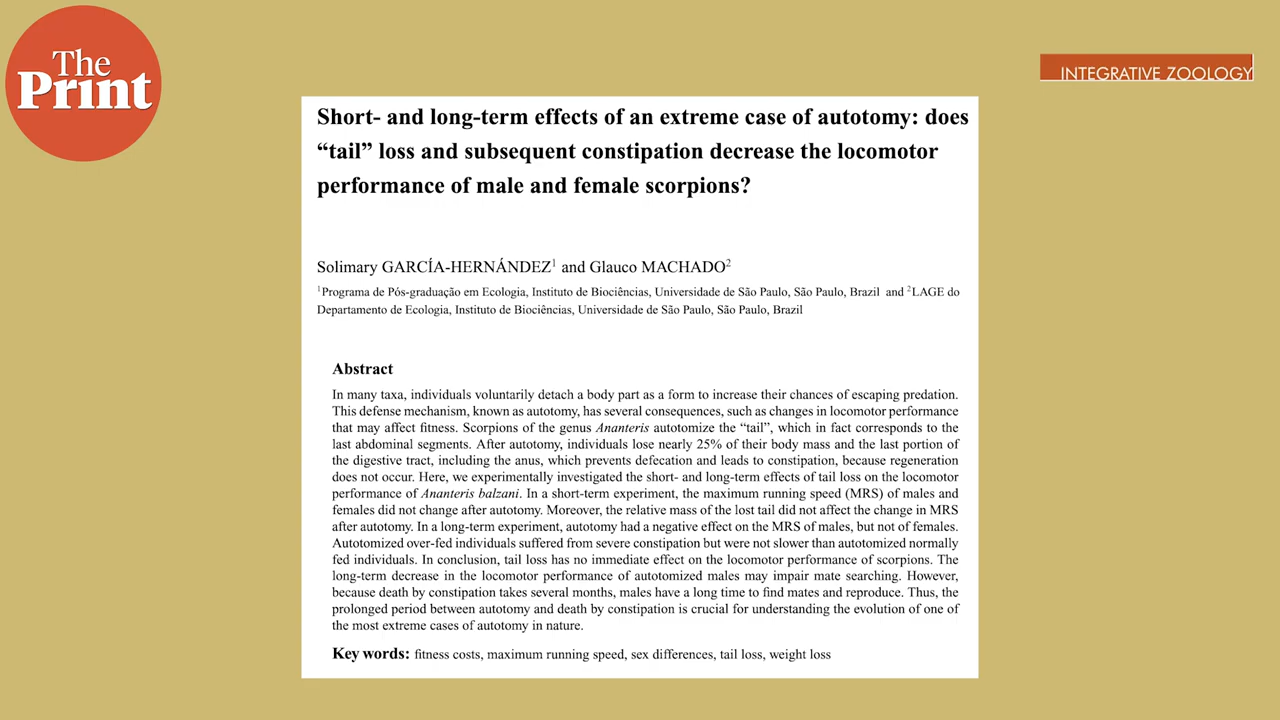 The
Print
INTEGRATIVE ZOOLOGY
Short- and long-term effects of an extreme case of autotomy: does
“tail” loss and subsequent constipation decrease the locomotor
performance of male and female scorpions?
Solimary GARCÍA-HERNÁNDEZ1 and Glauco MACHADO2
1Programa de Pós-graduação em Ecologia, Instituto de Biociências, Universidade de São Paulo, São Paulo, Brazil and 2LAGE do
Departamento de Ecologia, Instituto de Biociências, Universidade de São Paulo, São Paulo, Brazil
Abstract
In many taxa, individuals voluntarily detach a body part as a form to increase their chances of escaping predation.
This defense mechanism, known as autotomy, has several consequences, such as changes in locomotor performance
that may affect fitness. Scorpions of the genus Ananteris autotomize the “tail”, which in fact corresponds to the
last abdominal segments. After autotomy, individuals lose nearly 25% of their body mass and the last portion of
the digestive tract, including the anus, which prevents defecation and leads to constipation, because regeneration
does not occur. Here, we experimentally investigated the short- and long-term effects of tail loss on the locomotor
performance of Ananteris balzani. In a short-term experiment, the maximum running speed (MRS) of males and
females did not change after autotomy. Moreover, the relative mass of the lost tail did not affect the change in MRS
after autotomy. In a long-term experiment, autotomy had a negative effect on the MRS of males, but not of females.
Autotomized over-fed individuals suffered from severe constipation but were not slower than autotomized normally
fed individuals. In conclusion, tail loss has no immediate effect on the locomotor performance of scorpions. The
long-term decrease in the locomotor performance of autotomized males may impair mate searching. However,
because death by constipation takes several months, males have a long time to find mates and reproduce. Thus, the
prolonged period between autotomy and death by constipation is crucial for understanding the evolution of one of
the most extreme cases of autotomy in nature.
Key words: fitness costs, maximum running speed, sex differences, tail loss, weight loss